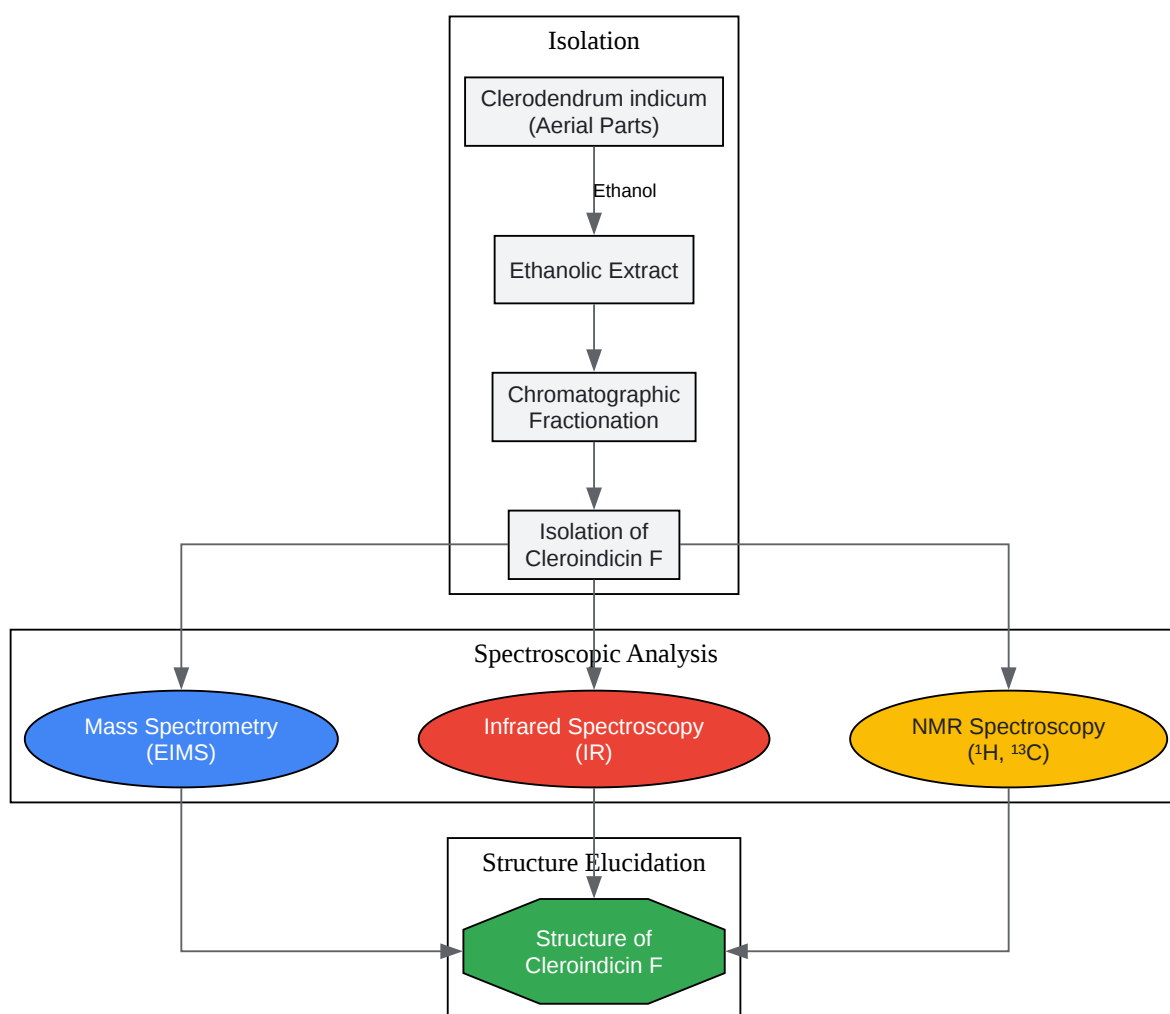 Isolation
Clerodendrum indicum
(Aerial Parts)
Ethanol
Ethanolic Extract
Chromatographic
Fractionation
Isolation of
Cleroindicin F
Spectroscopic Analysis
Mass Spectrometry
(EIMS)
Infrared Spectroscopy
(IR)
NMR Spectroscopy
(¹H, ¹³C)
Structure Elucidation
Structure of
Cleroindicin F